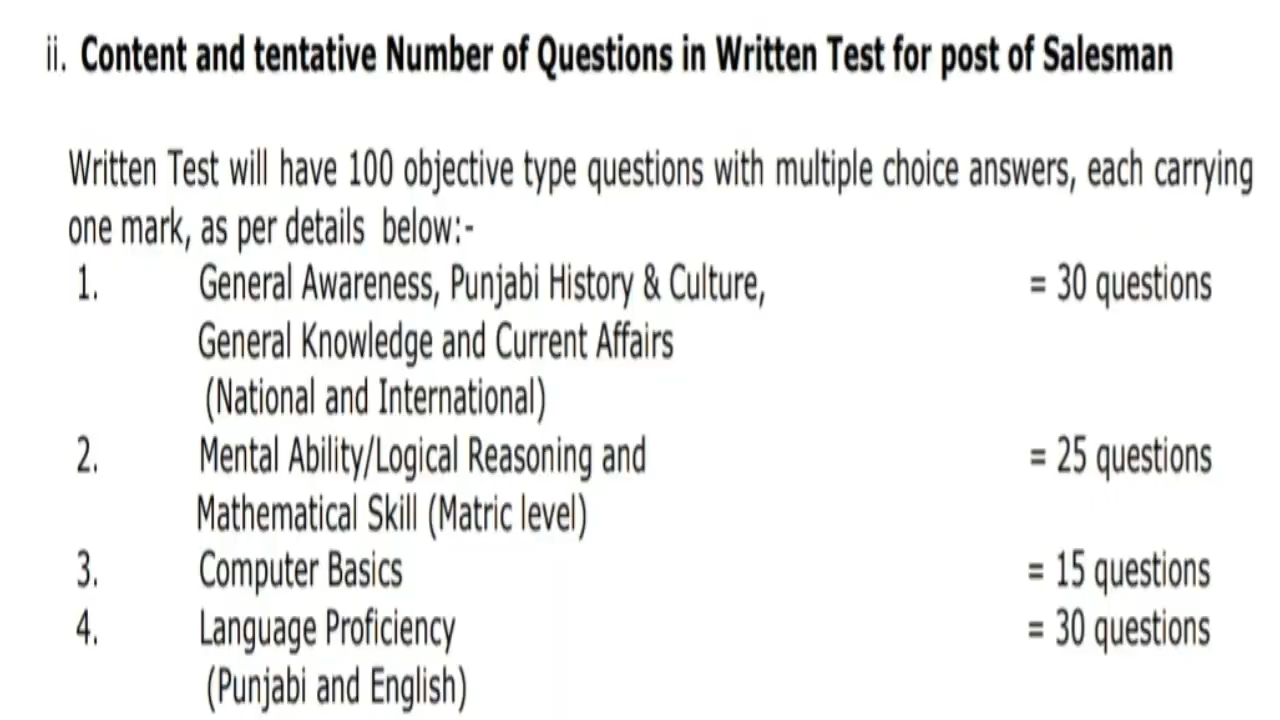 ii. Content and tentative Number of Questions in Written Test for post of Salesman
Written Test will have 100 objective type questions with multiple choice answers, each carrying
one mark, as per details below:-
1. General Awareness, Punjabi History & Culture, = 30 questions
General Knowledge and Current Affairs
(National and International)
2. Mental Ability/Logical Reasoning and = 25 questions
Mathematical Skill (Matric level)
3. Computer Basics = 15 questions
4. Language Proficiency = 30 questions
(Punjabi and English)